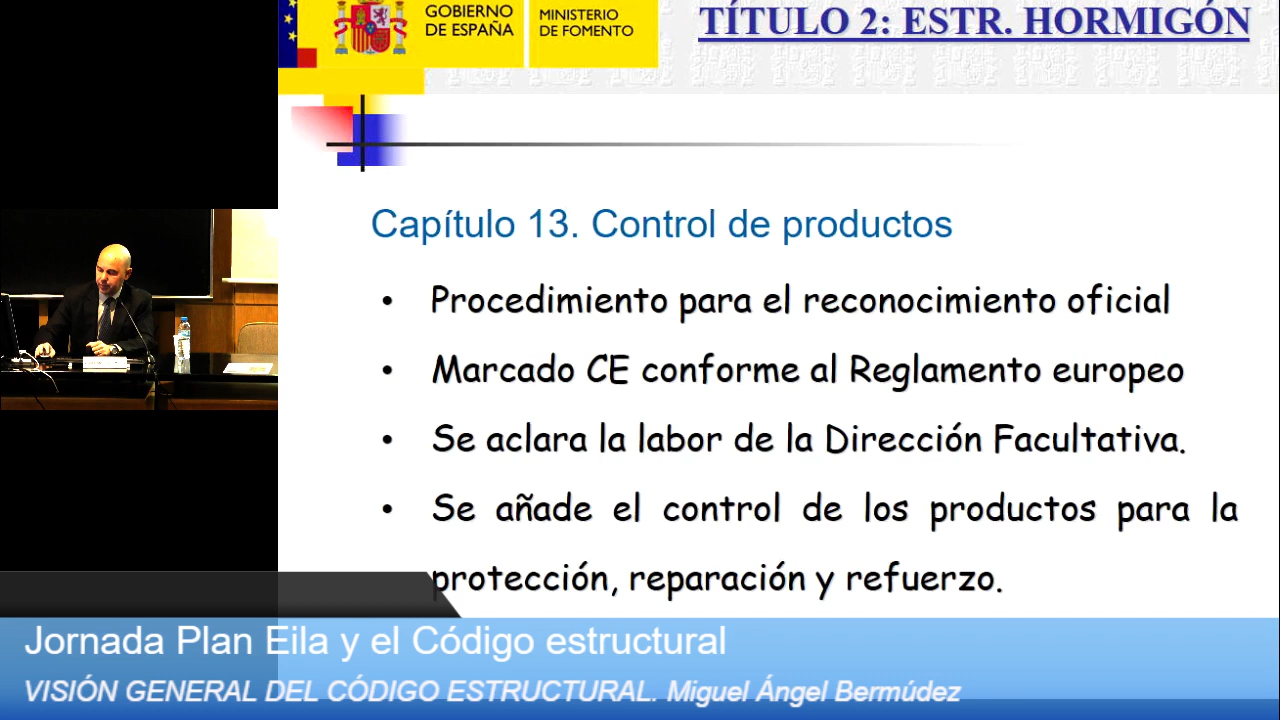 GOBIERNO
DE ESPAÑA
MINISTERIO
DE FOMENTO
TÍTULO 2: ESTR. HORMIGÓN
Capítulo 13. Control de productos
• Procedimiento para el reconocimiento oficial
• Marcado CE conforme al Reglamento europeo
• Se aclara la labor de la Dirección Facultativa.
• Se añade el control de los productos para la
protección, reparación y refuerzo.
Jornada Plan Eila y el Código estructural
VISIÓN GENERAL DEL CÓDIGO ESTRUCTURAL. Miguel Ángel Bermúdez